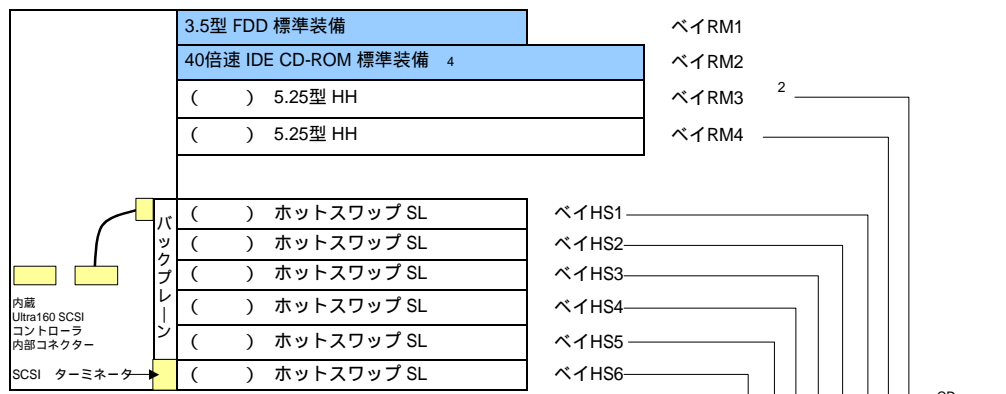 3.5型 FDD 標準装備 ベイRM1
40倍速 IDE CD-ROM 標準装備 4 ベイRM2
( ) 5.25型 HH ベイRM3 2
( ) 5.25型 HH ベイRM4
バックプレーン
( ) ホットスワップ SL ベイHS1
( ) ホットスワップ SL ベイHS2
( ) ホットスワップ SL ベイHS3
( ) ホットスワップ SL ベイHS4
( ) ホットスワップ SL ベイHS5
( ) ホットスワップ SL ベイHS6
内蔵
Ultra160 SCSI
コントローラ
内部コネクター
SCSI ターミネータ